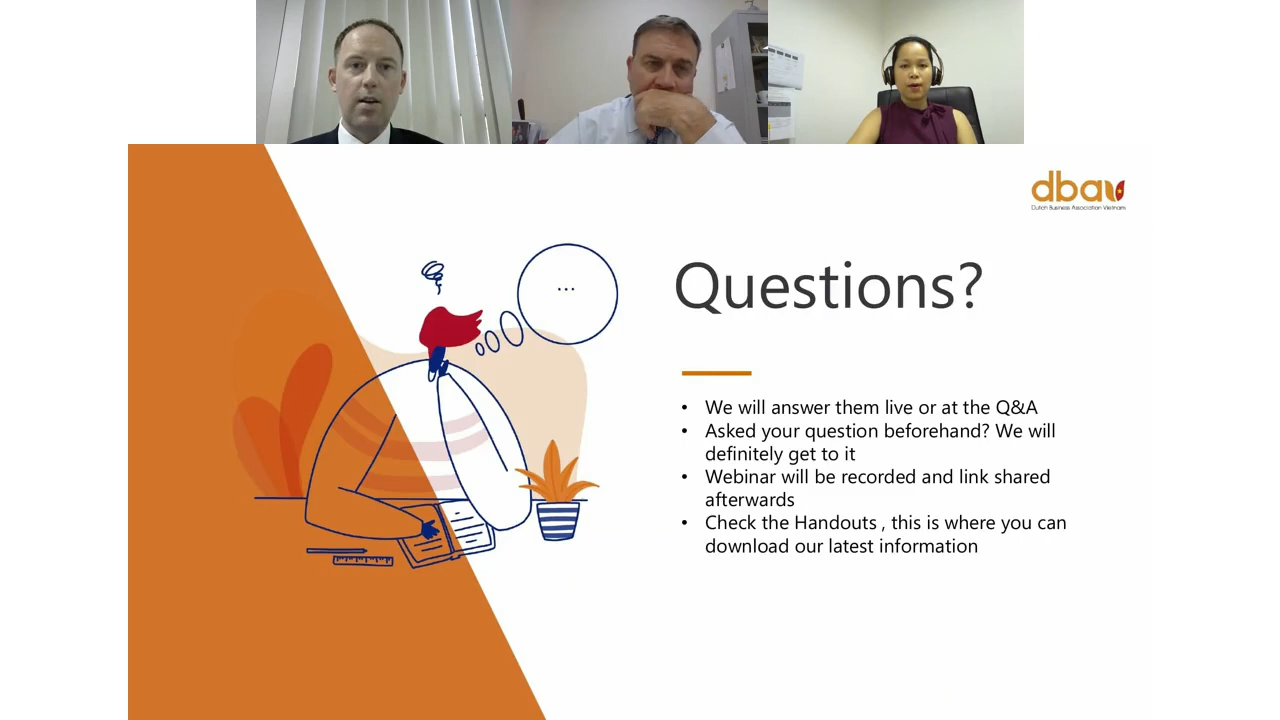 dbav
Dutch Business Association Vietnam
...
Questions?
• We will answer them live or at the Q&A
• Asked your question beforehand? We will
definitely get to it
• Webinar will be recorded and link shared
afterwards
• Check the Handouts , this is where you can
download our latest information